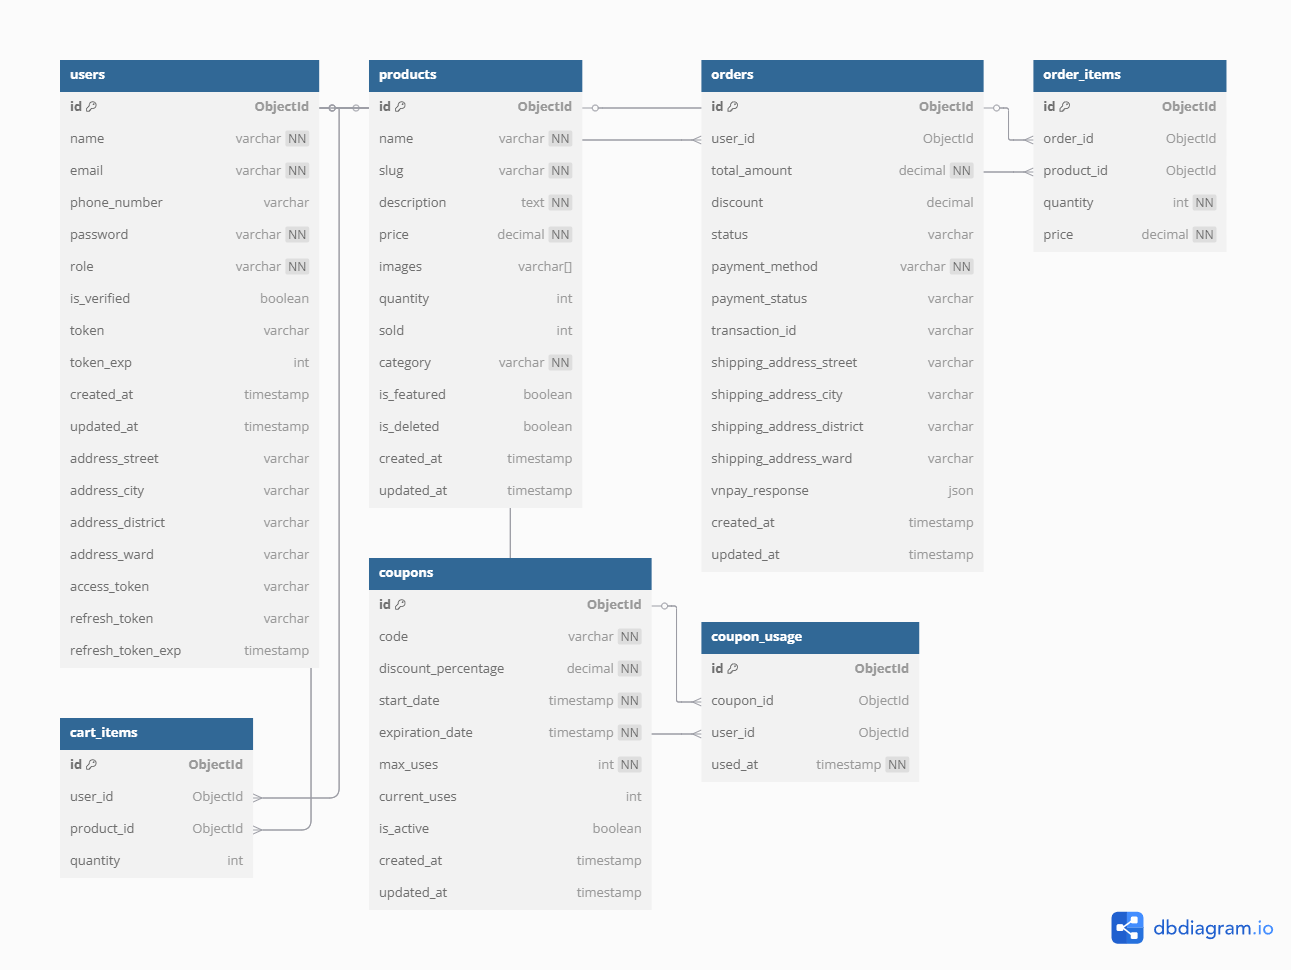 users
id ObjectId
name varchar NN
email varchar NN
phone_number varchar
password varchar NN
role varchar NN
is_verified boolean
token varchar
token_exp int
created_at timestamp
updated_at timestamp
address_street varchar
address_city varchar
address_district varchar
address_ward varchar
access_token varchar
refresh_token varchar
refresh_token_exp timestamp
products
id ObjectId
name varchar NN
slug varchar NN
description text NN
price decimal NN
images varchar[]
quantity int
sold int
category varchar NN
is_featured boolean
is_deleted boolean
created_at timestamp
updated_at timestamp
orders
id ObjectId
user_id ObjectId
total_amount decimal NN
discount decimal
status varchar
payment_method varchar NN
payment_status varchar
transaction_id varchar
shipping_address_street varchar
shipping_address_city varchar
shipping_address_district varchar
shipping_address_ward varchar
vnpay_response json
created_at timestamp
updated_at timestamp
order_items
id ObjectId
order_id ObjectId
product_id ObjectId
quantity int NN
price decimal NN
cart_items
id ObjectId
user_id ObjectId
product_id ObjectId
quantity int
coupons
id ObjectId
code varchar NN
discount_percentage decimal NN
start_date timestamp NN
expiration_date timestamp NN
max_uses int NN
current_uses int
is_active boolean
created_at timestamp
updated_at timestamp
coupon_usage
id ObjectId
coupon_id ObjectId
user_id ObjectId
used_at timestamp NN
dbdiagram.io